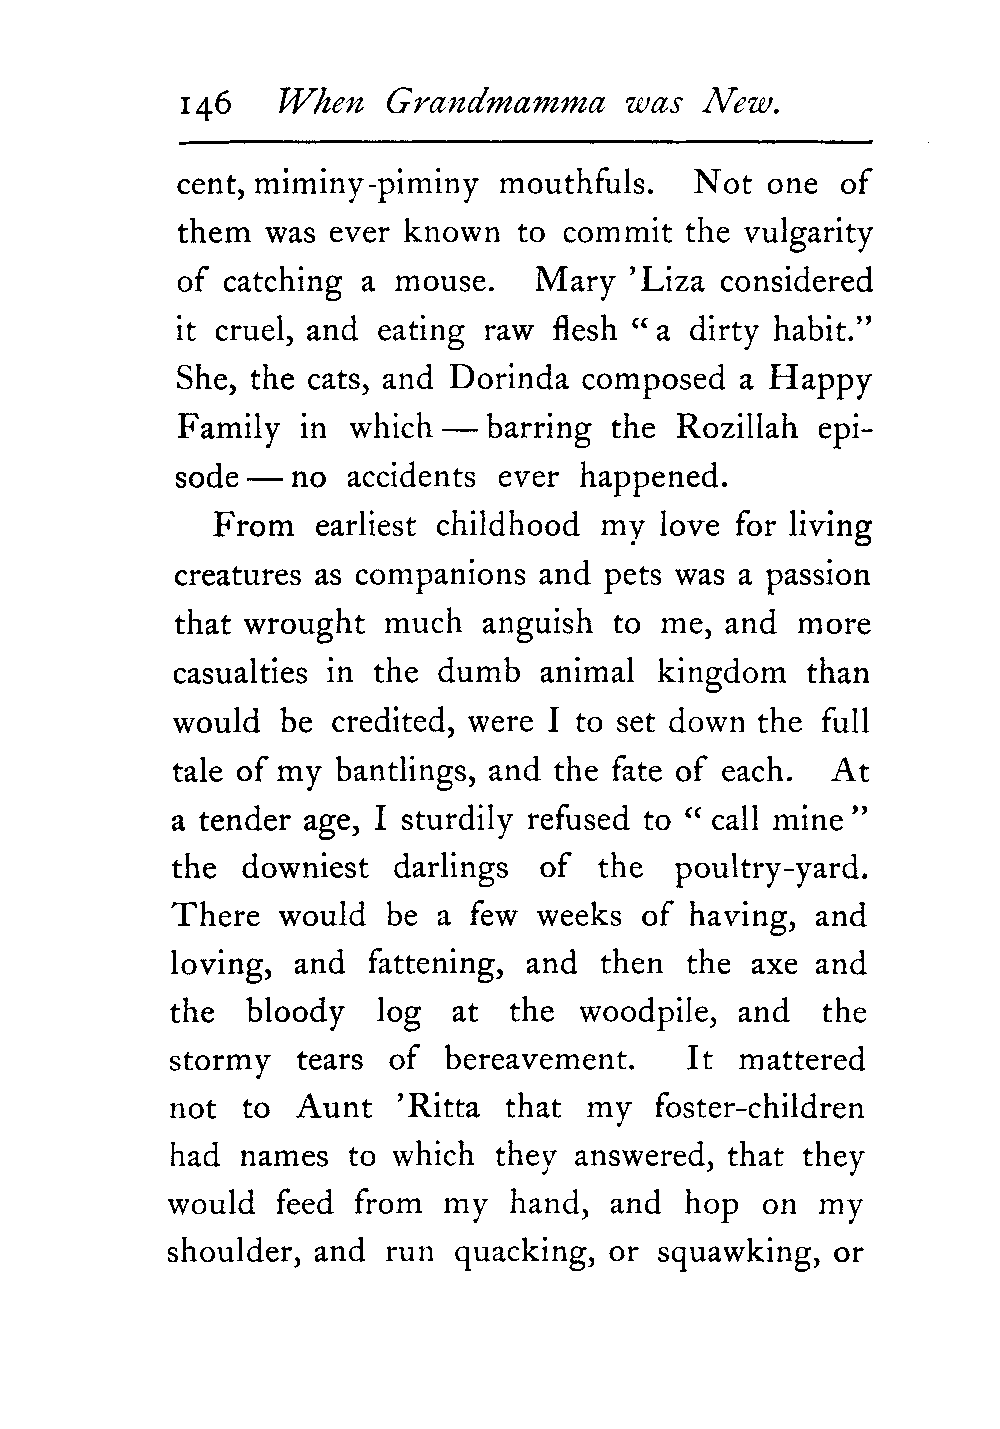 146 When Grandmamma was New.
cent, miminy-piminy mouthfuls. Not one of
them was ever known to commit the vulgarity
of catching a mouse. Mary 'Liza considered
it cruel, and eating raw flesh “a dirty habit.”
She, the cats, and Dorinda composed a Happy
Family in which — barring the Rozillah epi-
sode — no accidents ever happened.
From earliest childhood my love for living
creatures as companions and pets was a passion
that wrought much anguish to me, and more
casualties in the dumb animal kingdom than
would be credited, were I to set down the full
tale of my bantlings, and the fate of each. At
a tender age, I sturdily refused to “call mine”
the downiest darlings of the poultry-yard.
There would be a few weeks of having, and
loving, and fattening, and then the axe and
the bloody log at the woodpile, and the
stormy tears of bereavement. It mattered
not to Aunt 'Ritta that my foster-children
had names to which they answered, that they
would feed from my hand, and hop on my
shoulder, and run quacking, or squawking, or